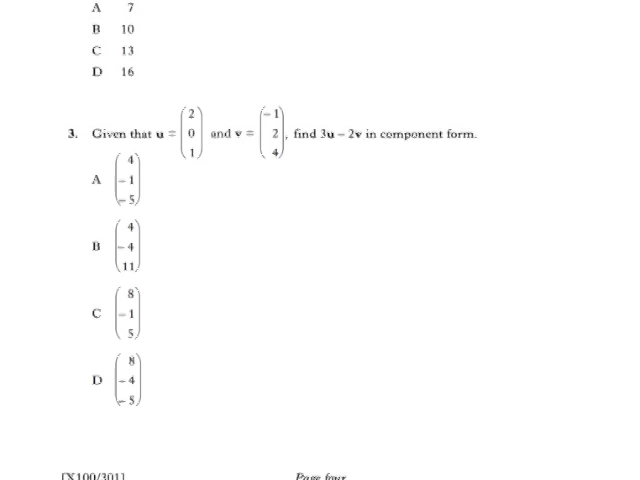 A 7
B 10
C 13
D 16
3. Given that u = (2 0 1) and v = (−1 2 4), find 3u − 2v in component form.
A (4 −1 −5)
B (4 −4 11)
C (8 −1 5)
D (8 −4 −5)
[X100/301] Page four